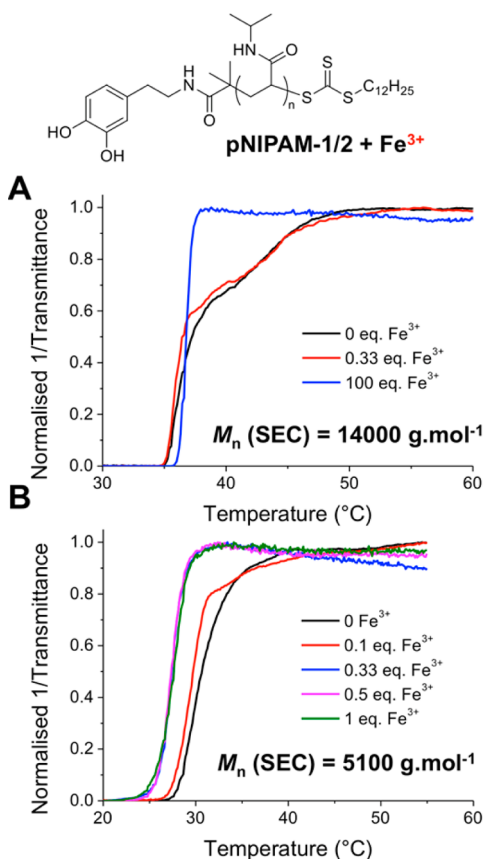 HN
O
H
N
O
n
S
S
S
C₁₂H₂₅
HO
OH
pNIPAM-1/2 + Fe³⁺
A
Normalised 1/Transmittance
1.0
0.8
0.6
0.4
0.2
0.0
0 eq. Fe³⁺
0.33 eq. Fe³⁺
100 eq. Fe³⁺
Mn (SEC) = 14000 g.mol⁻¹
30 40 50 60
Temperature (°C)
B
Normalised 1/Transmittance
1.0
0.8
0.6
0.4
0.2
0.0
0 Fe³⁺
0.1 eq. Fe³⁺
0.33 eq. Fe³⁺
0.5 eq. Fe³⁺
1 eq. Fe³⁺
Mn (SEC) = 5100 g.mol⁻¹
20 30 40 50 60
Temperature (°C)